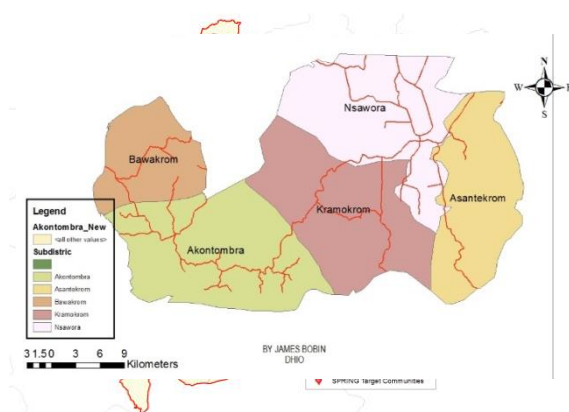 Nsawora
N
W
E
S
Bawakrom
Asantekrom
Kramokrom
Akontombra
Legend
Akontombra_New
<all other values>
Subdistric
Akontombra
Asantekrom
Bawakrom
Kramokrom
Nsawora
BY JAMES BOBIN
DHIO
3 1.5 0 3 6 9
Kilometers
SPRING Target Communities